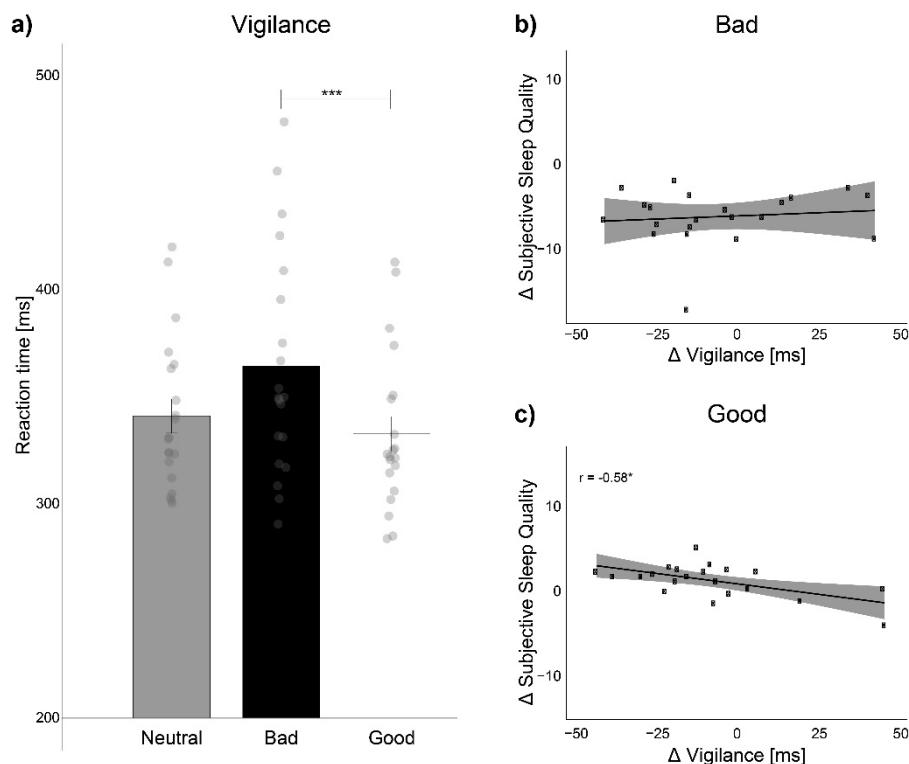 a)
Vigilance
***
500
400
300
200
Reaction time [ms]
Neutral Bad Good
b)
Bad
Δ Subjective Sleep Quality
10
0
−10
−50 −25 0 25 50
Δ Vigilance [ms]
c)
Good
r = -0.58*
Δ Subjective Sleep Quality
10
0
−10
−50 −25 0 25 50
Δ Vigilance [ms]